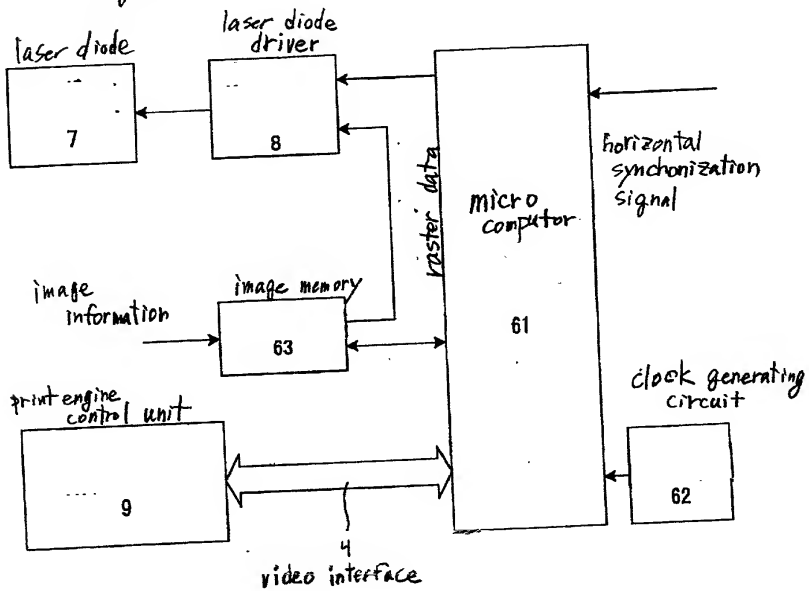 laser diode
7
laser diode
driver
8
raster data
micro
computor
61
horizontal
synchonization
signal
image
information
image memory
63
clock generating
circuit
62
print engine
control unit
9
4
video interface